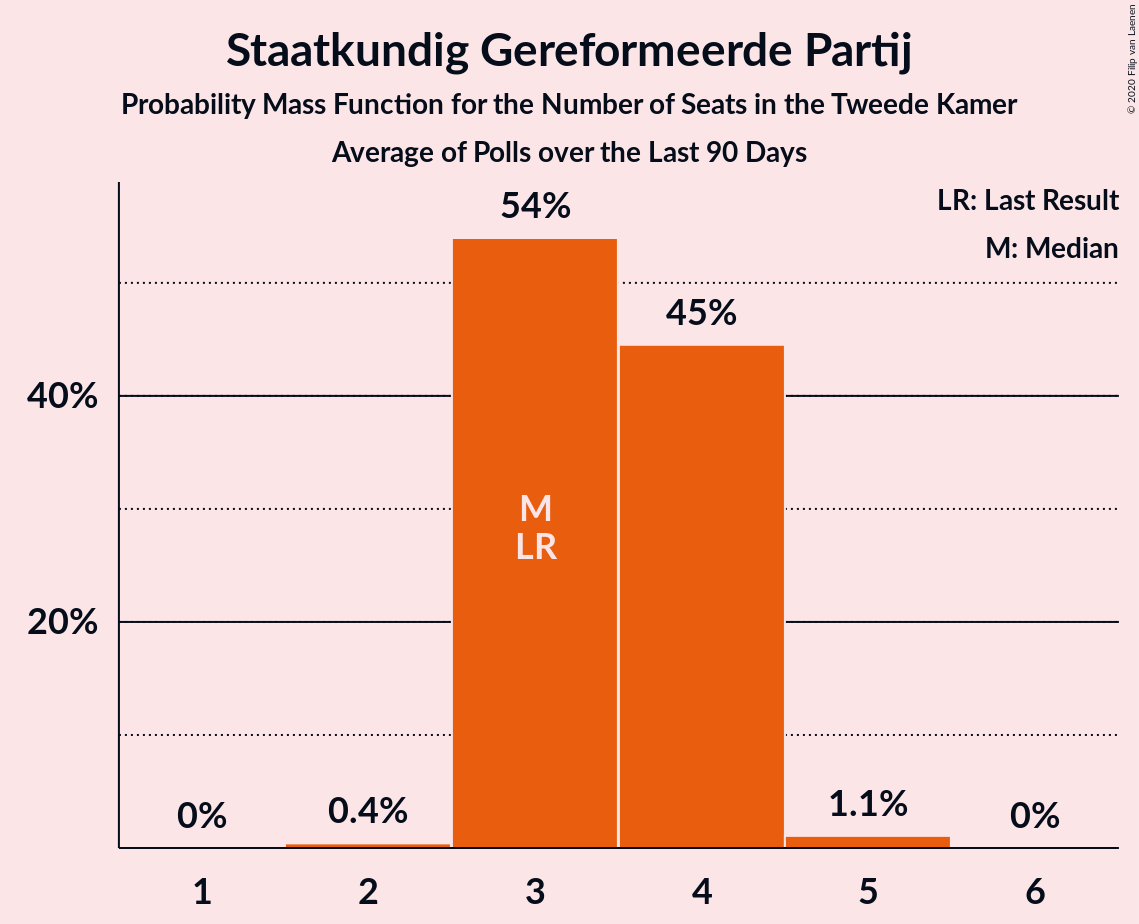 Staatkundig Gereformeerde Partij
Probability Mass Function for the Number of Seats in the Tweede Kamer
Average of Polls over the Last 90 Days
© 2020 Filip van Laenen
LR: Last Result
M: Median
54%
45%
40%
M
LR
20%
0%
0.4%
1.1%
0%
1
2
3
4
5
6